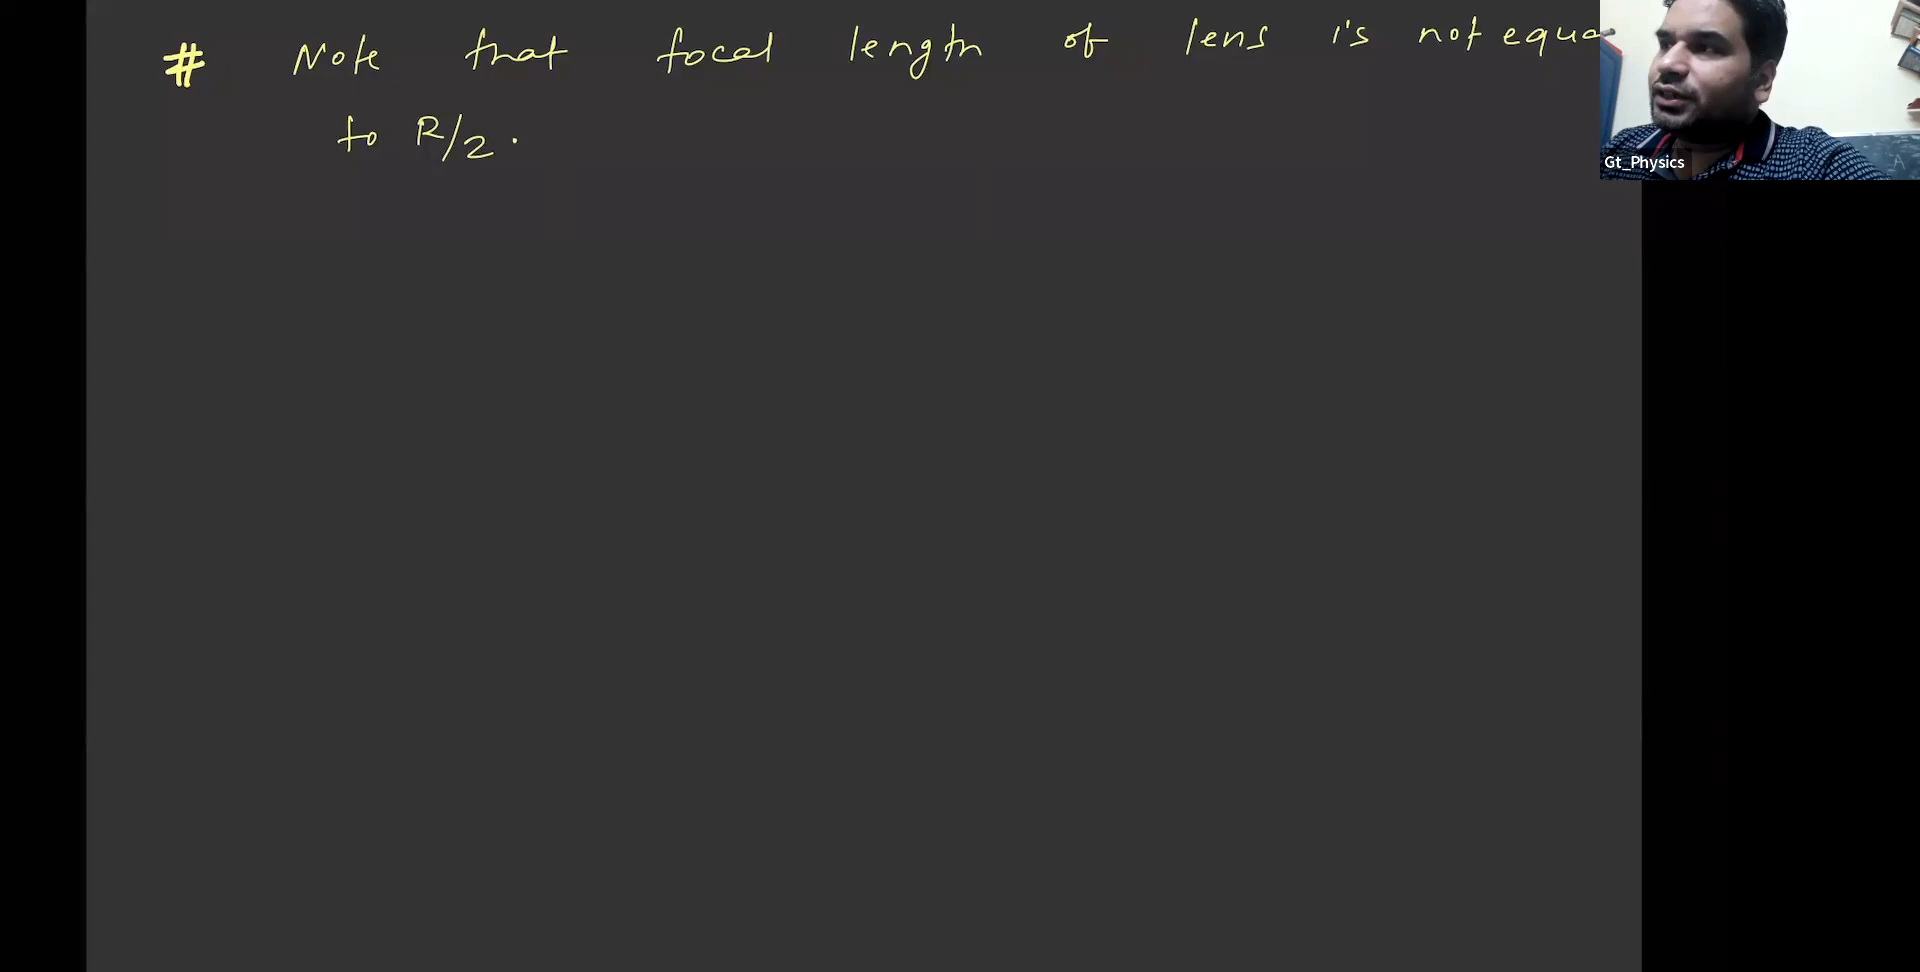 # Note that focal length of lens is not equa
to R/2.
Gt_Physics